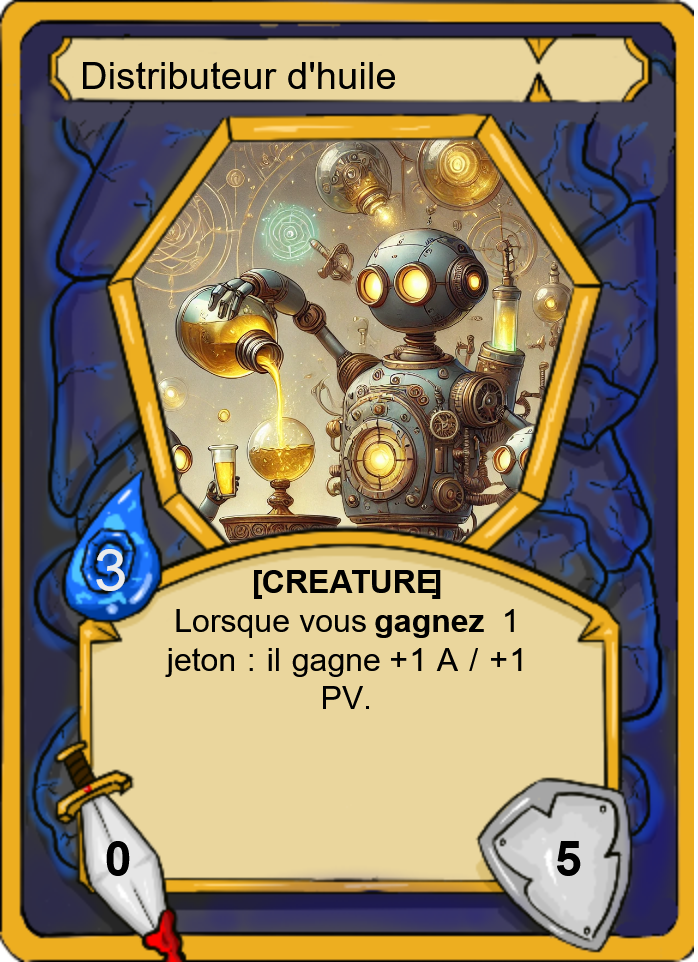 Distributeur d'huile
3
[CREATURE]
Lorsque vous gagnez 1
jeton : il gagne +1 A / +1
PV.
0
5